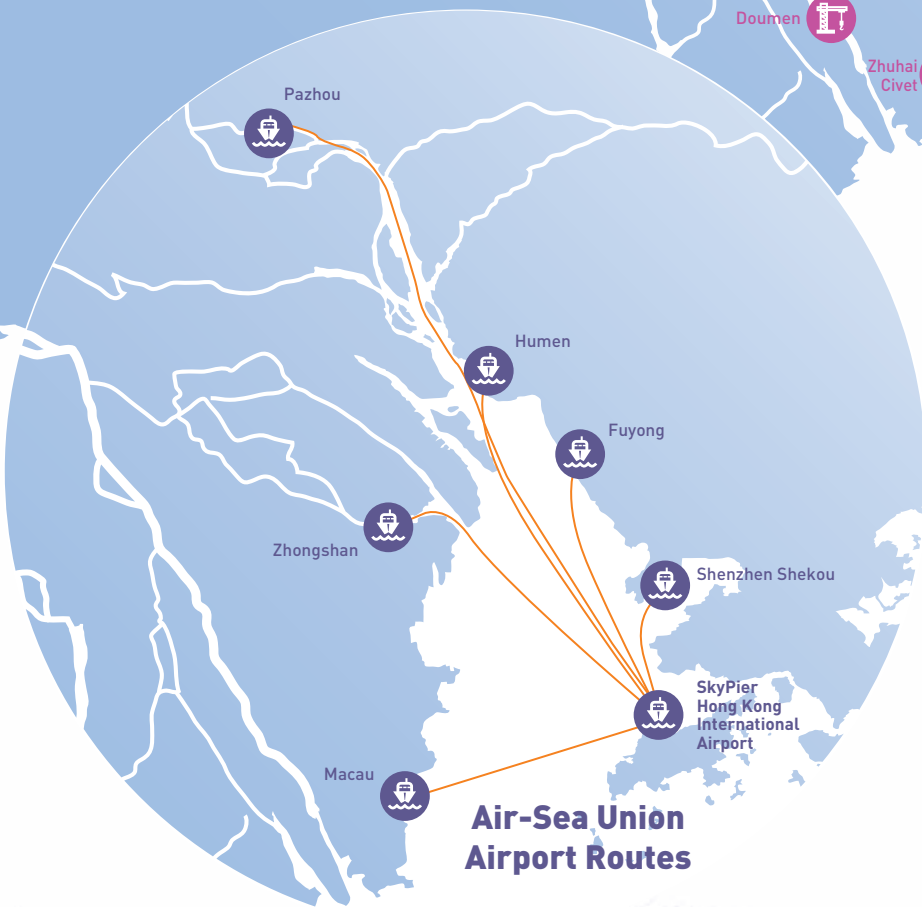 Doumen
Zhuhai
Civet
Pazhou
Humen
Fuyong
Zhongshan
Shenzhen Shekou
SkyPier
Hong Kong
International
Airport
Macau
Air-Sea Union
Airport Routes